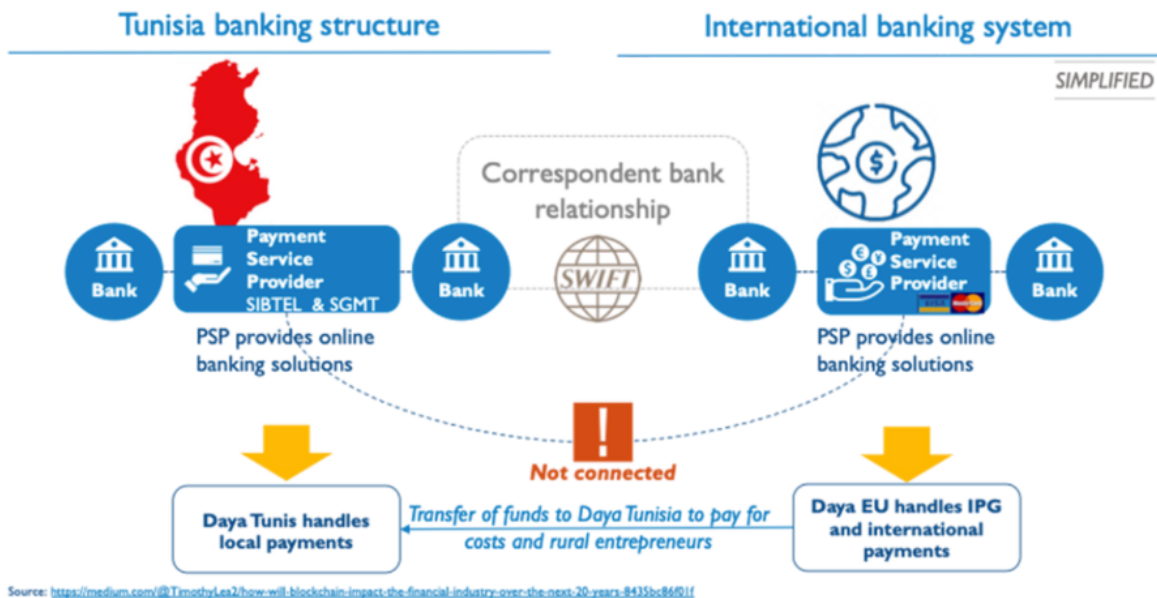 Tunisia banking structure
International banking system
SIMPLIFIED
Correspondent bank
relationship
Bank
Payment
Service
Provider
SIBTEL & SGMT
Bank
SWIFT
Bank
Payment
Service
Provider
VISA
MasterCard
Bank
PSP provides online
banking solutions
PSP provides online
banking solutions
!
Not connected
Daya Tunis handles
local payments
Transfer of funds to Daya Tunisia to pay for
costs and rural entrepreneurs
Daya EU handles IPG
and international
payments
Source: https://medium.com/@TimothyLea2/how-will-blockchain-impact-the-financial-industry-over-the-next-20-years-8435bc86f01f